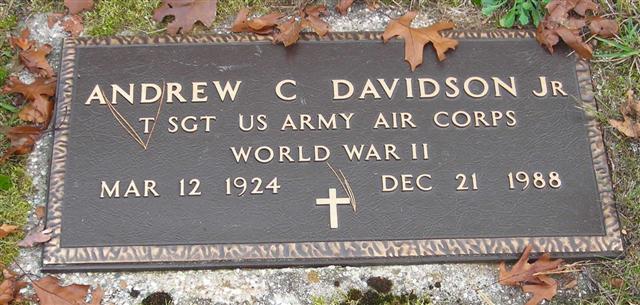 ANDREW C DAVIDSON JR
T SGT US ARMY AIR CORPS
WORLD WAR II
MAR 12 1924 DEC 21 1988